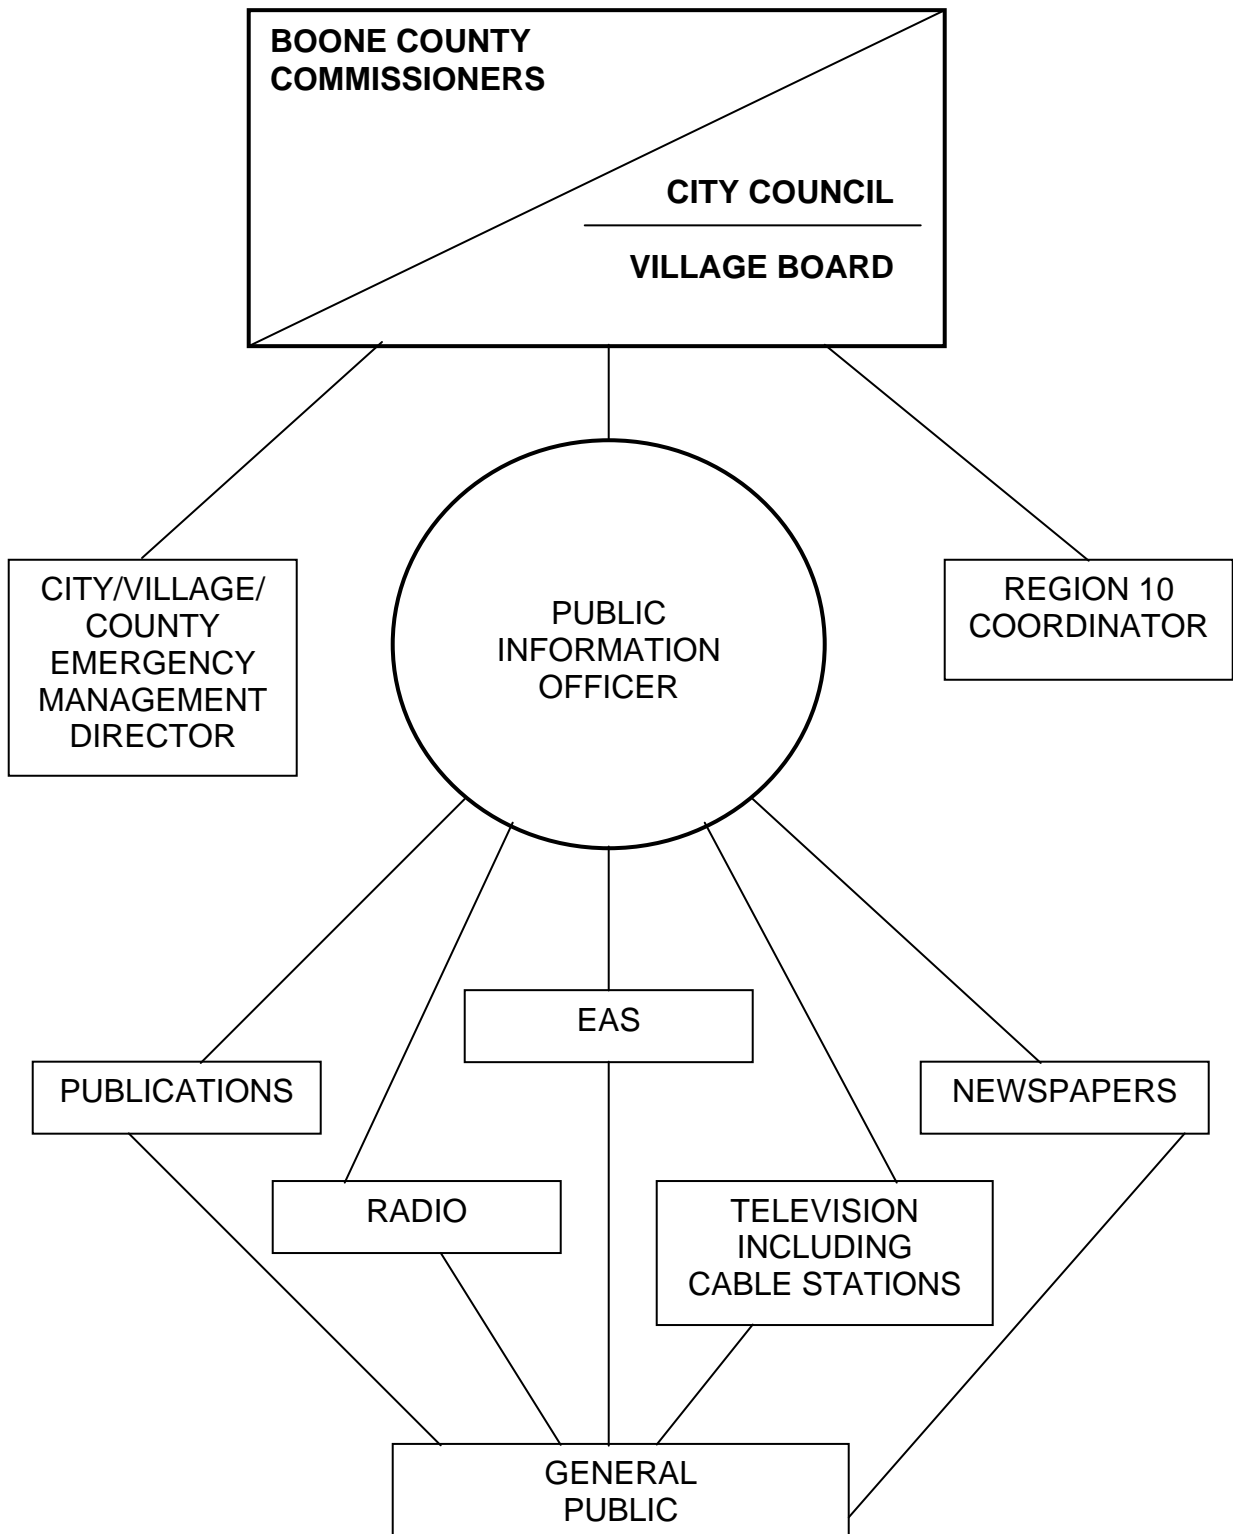 BOONE COUNTY
COMMISSIONERS
CITY COUNCIL
VILLAGE BOARD
CITY/VILLAGE/
COUNTY
EMERGENCY
MANAGEMENT
DIRECTOR
PUBLIC
INFORMATION
OFFICER
REGION 10
COORDINATOR
EAS
PUBLICATIONS
NEWSPAPERS
RADIO
TELEVISION
INCLUDING
CABLE STATIONS
GENERAL
PUBLIC